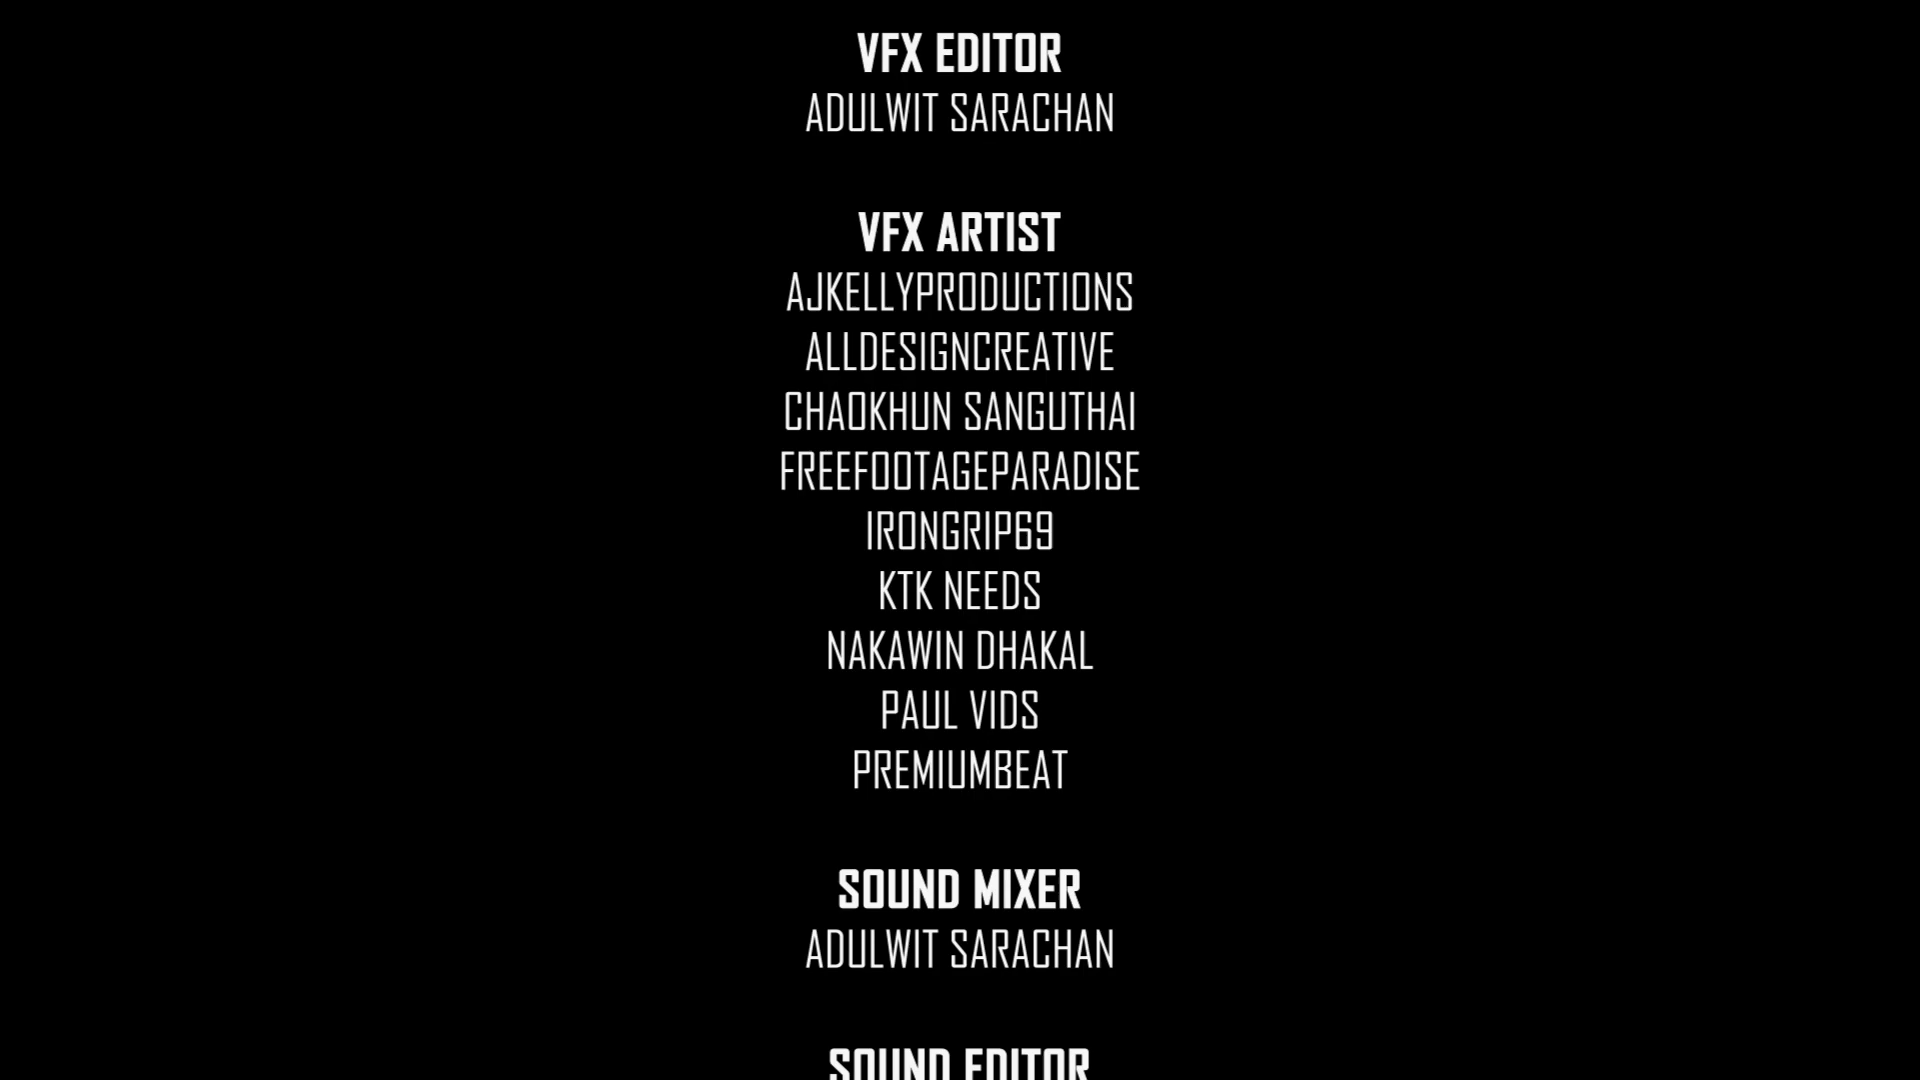 VFX EDITOR
ADULWIT SARACHAN
VFX ARTIST
AJKELLYPRODUCTIONS
ALLDESIGNCREATIVE
CHAOKHUN SANGUTHAI
FREEFOOTAGEPARADISE
IRONGRIP69
KTK NEEDS
NAKAWIN DHAKAL
PAUL VIDS
PREMIUMBEAT
SOUND MIXER
ADULWIT SARACHAN
SOUND EDITOR